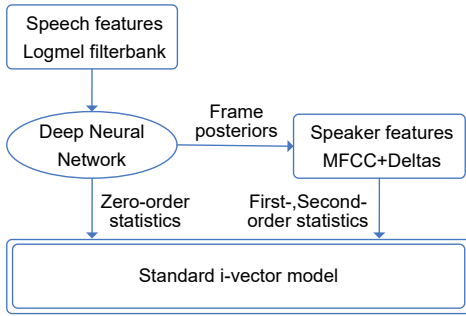 Speech features
Logmel filterbank
Deep Neural
Network
Frame
posteriors
Speaker features
MFCC+Deltas
Zero-order
statistics
First-,Second-
order statistics
Standard i-vector model